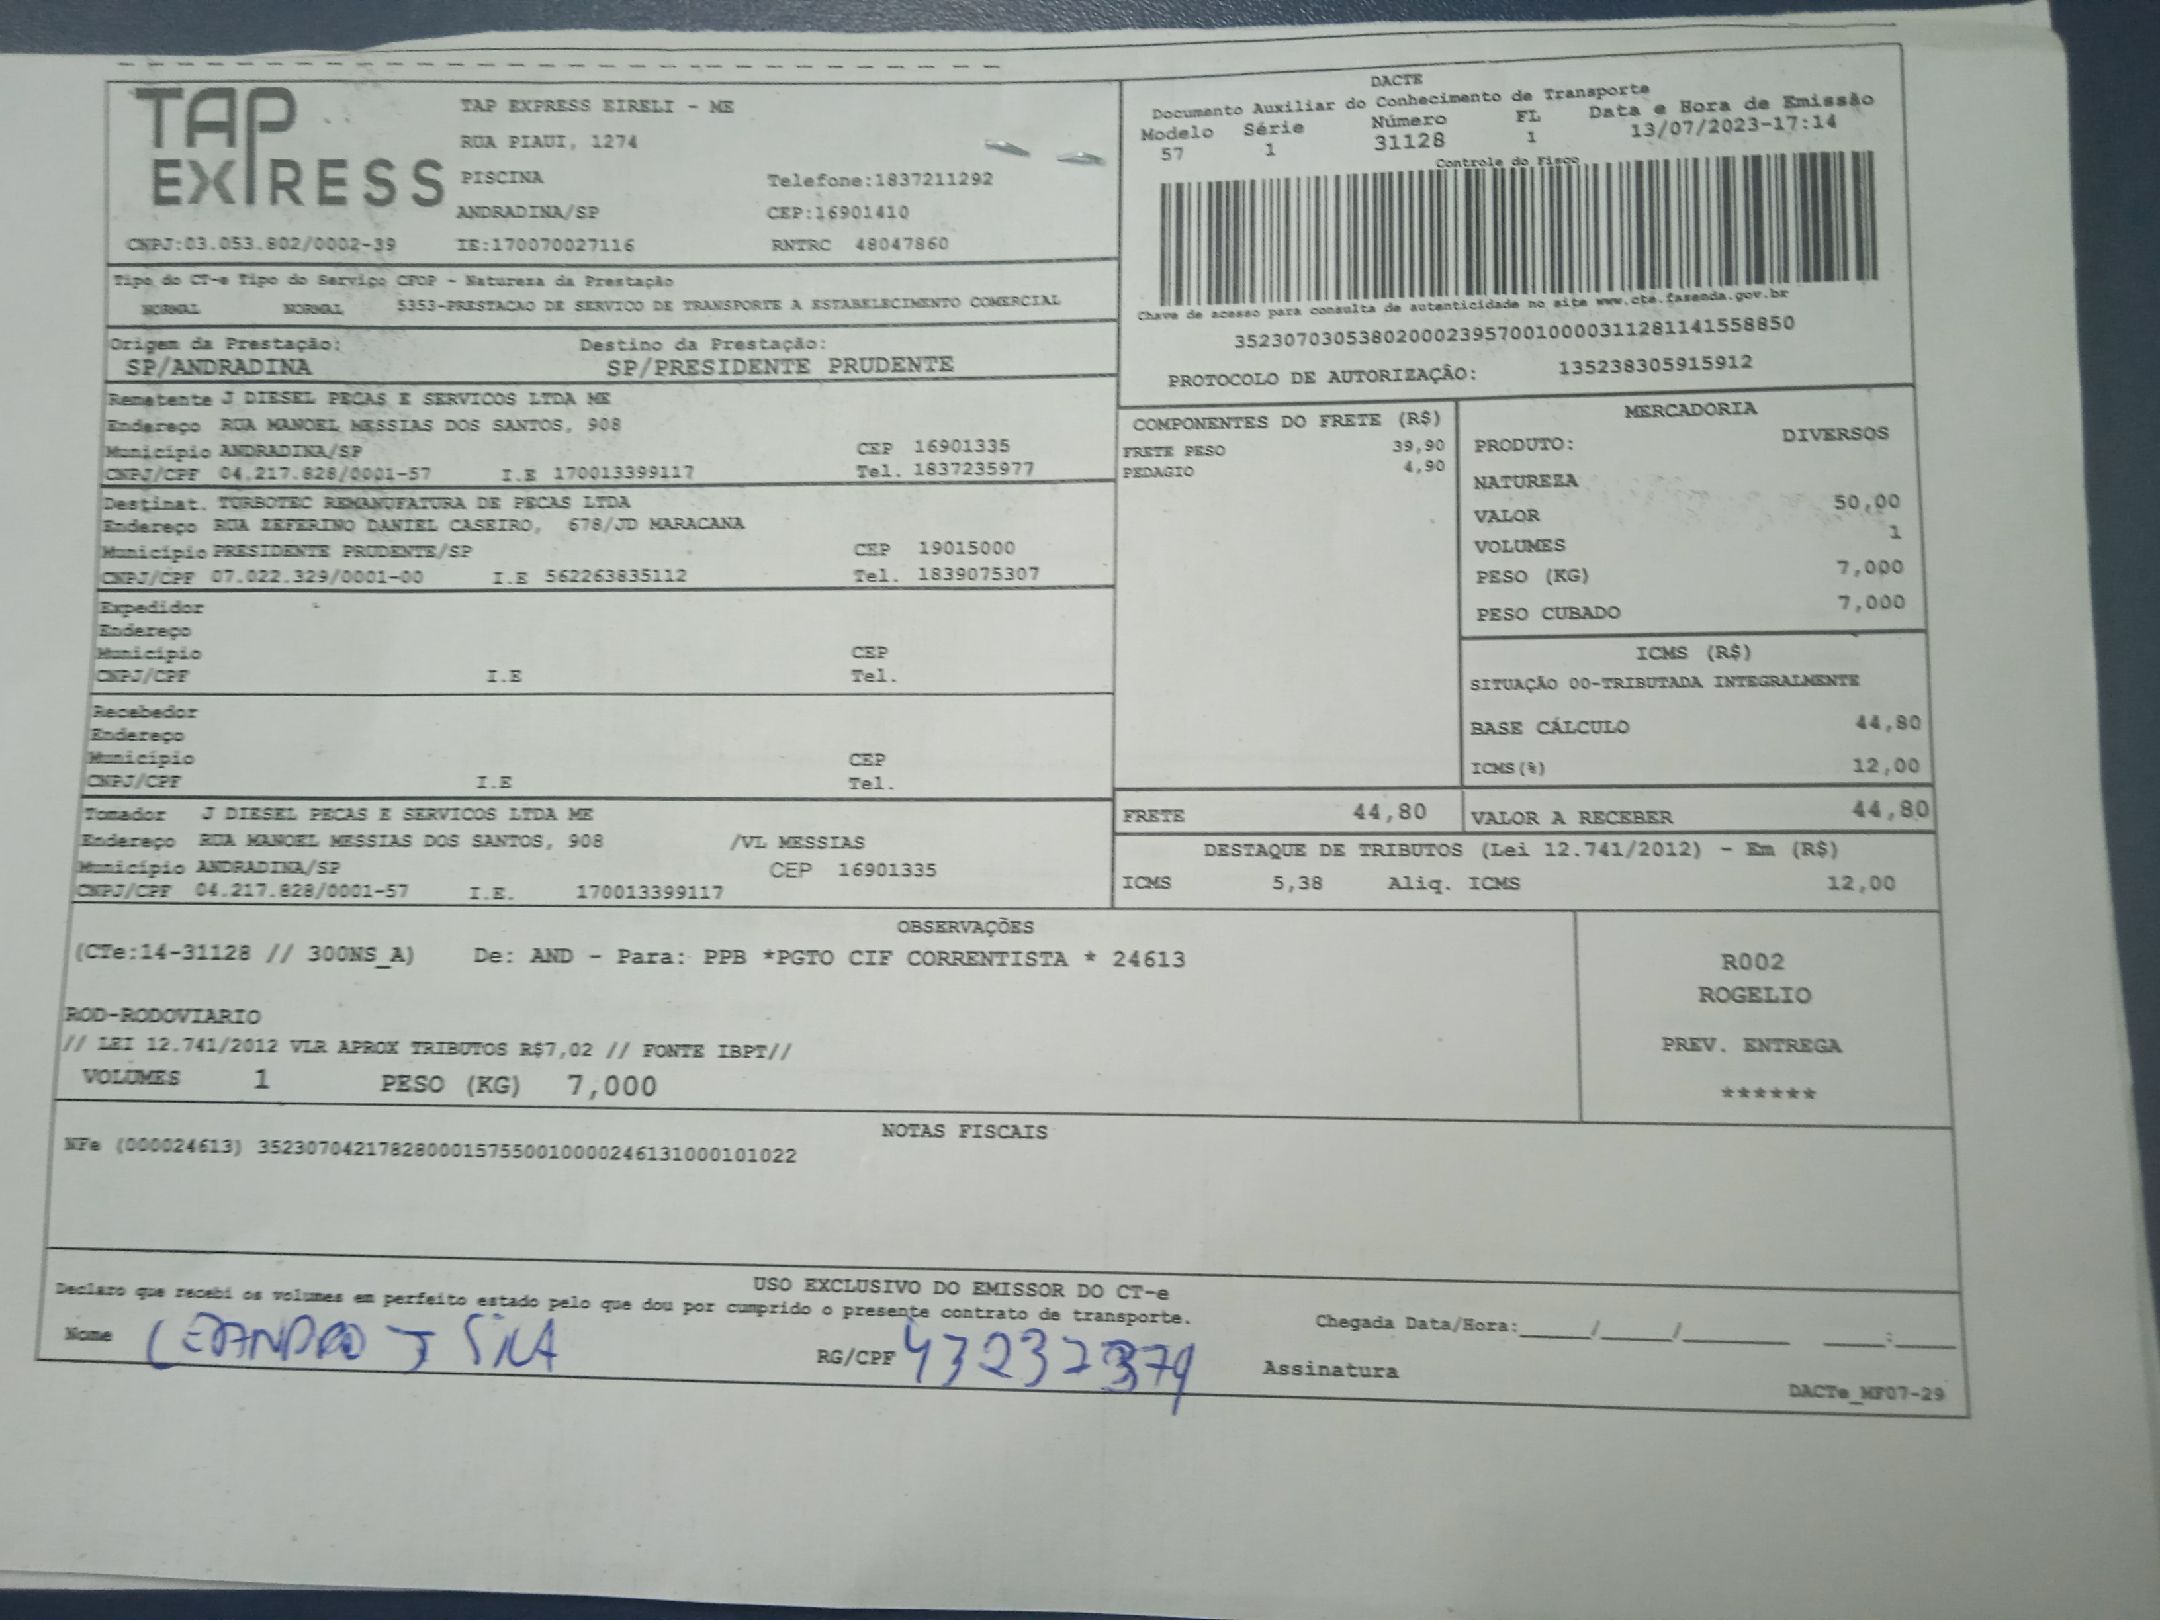 TAP
EXPRESS
TAP EXPRESS EIRELI - ME
RUA PIAUI, 1274
PISCINA Telefone:1837211292
ANDRADINA/SP CEP:16901410
CNPJ:03.053.802/0002-39 IE:170070027116 RNTRC 48047860
DACTE
Documento Auxiliar do Conhecimento de Transporte
Modelo Série Número FL Data e Hora de Emissão
57 1 31128 1 13/07/2023-17:14
Controle do Fisco
Chave de acesso para consulta de autenticidade no site www.cte.fazenda.gov.br
35230703053802000239570010000311281141558850
PROTOCOLO DE AUTORIZAÇÃO: 135238305915912
Tipo do CT-e Tipo do Serviço CFOP - Natureza da Prestação
NORMAL NORMAL 5353-PRESTACAO DE SERVICO DE TRANSPORTE A ESTABELECIMENTO COMERCIAL
Origem da Prestação: Destino da Prestação:
SP/ANDRADINA SP/PRESIDENTE PRUDENTE
Remetente J DIESEL PECAS E SERVICOS LTDA ME
Endereço RUA MANOEL MESSIAS DOS SANTOS, 908
Município ANDRADINA/SP CEP 16901335
CNPJ/CPF 04.217.828/0001-57 I.E 170013399117 Tel. 1837235977
Destinat. TURBOTEC REMANUFATURA DE PECAS LTDA
Endereço RUA ZEFERINO DANIEL CASEIRO, 678/JD MARACANA
Município PRESIDENTE PRUDENTE/SP CEP 19015000
CNPJ/CPF 07.022.329/0001-00 I.E 562263835112 Tel. 1839075307
Expedidor
Endereço
Município CEP
CNPJ/CPF I.E Tel.
Recebedor
Endereço
Município CEP
CNPJ/CPF I.E Tel.
Tomador J DIESEL PECAS E SERVICOS LTDA ME
Endereço RUA MANOEL MESSIAS DOS SANTOS, 908 /VL MESSIAS
Município ANDRADINA/SP CEP 16901335
CNPJ/CPF 04.217.828/0001-57 I.E. 170013399117
COMPONENTES DO FRETE (R$)
FRETE PESO 39,90
PEDAGIO 4,90
MERCADORIA
PRODUTO: DIVERSOS
NATUREZA
VALOR 50,00
VOLUMES 1
PESO (KG) 7,000
PESO CUBADO 7,000
ICMS (R$)
SITUAÇÃO 00-TRIBUTADA INTEGRALMENTE
BASE CÁLCULO 44,80
ICMS(%) 12,00
FRETE 44,80 VALOR A RECEBER 44,80
DESTAQUE DE TRIBUTOS (Lei 12.741/2012) - Em (R$)
ICMS 5,38 Aliq. ICMS 12,00
OBSERVAÇÕES
(CTe:14-31128 // 300NS_A) De: AND - Para: PPB *PGTO CIF CORRENTISTA * 24613
ROD-RODOVIARIO
// LEI 12.741/2012 VLR APROX TRIBUTOS R$7,02 // FONTE IBPT//
VOLUMES 1 PESO (KG) 7,000
R002
ROGELIO
PREV. ENTREGA
******
NOTAS FISCAIS
NFe (000024613) 35230704217828000157550010000246131000101022
USO EXCLUSIVO DO EMISSOR DO CT-e
Declaro que recebi os volumes em perfeito estado pelo que dou por cumprido o presente contrato de transporte.
Chegada Data/Hora:_____/_____/_______ ____:____
Nome LEANDRO J SILVA RG/CPF 43232379 Assinatura
DACTe_MF07-29